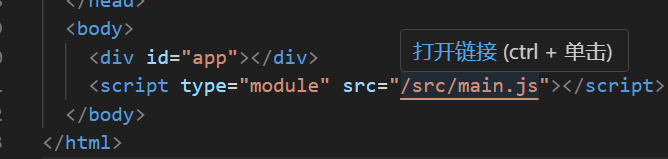 </head>
<body>
打开链接 (ctrl + 单击)
<div id="app"></div>
<script type="module" src="/src/main.js"></script>
</body>
</html>